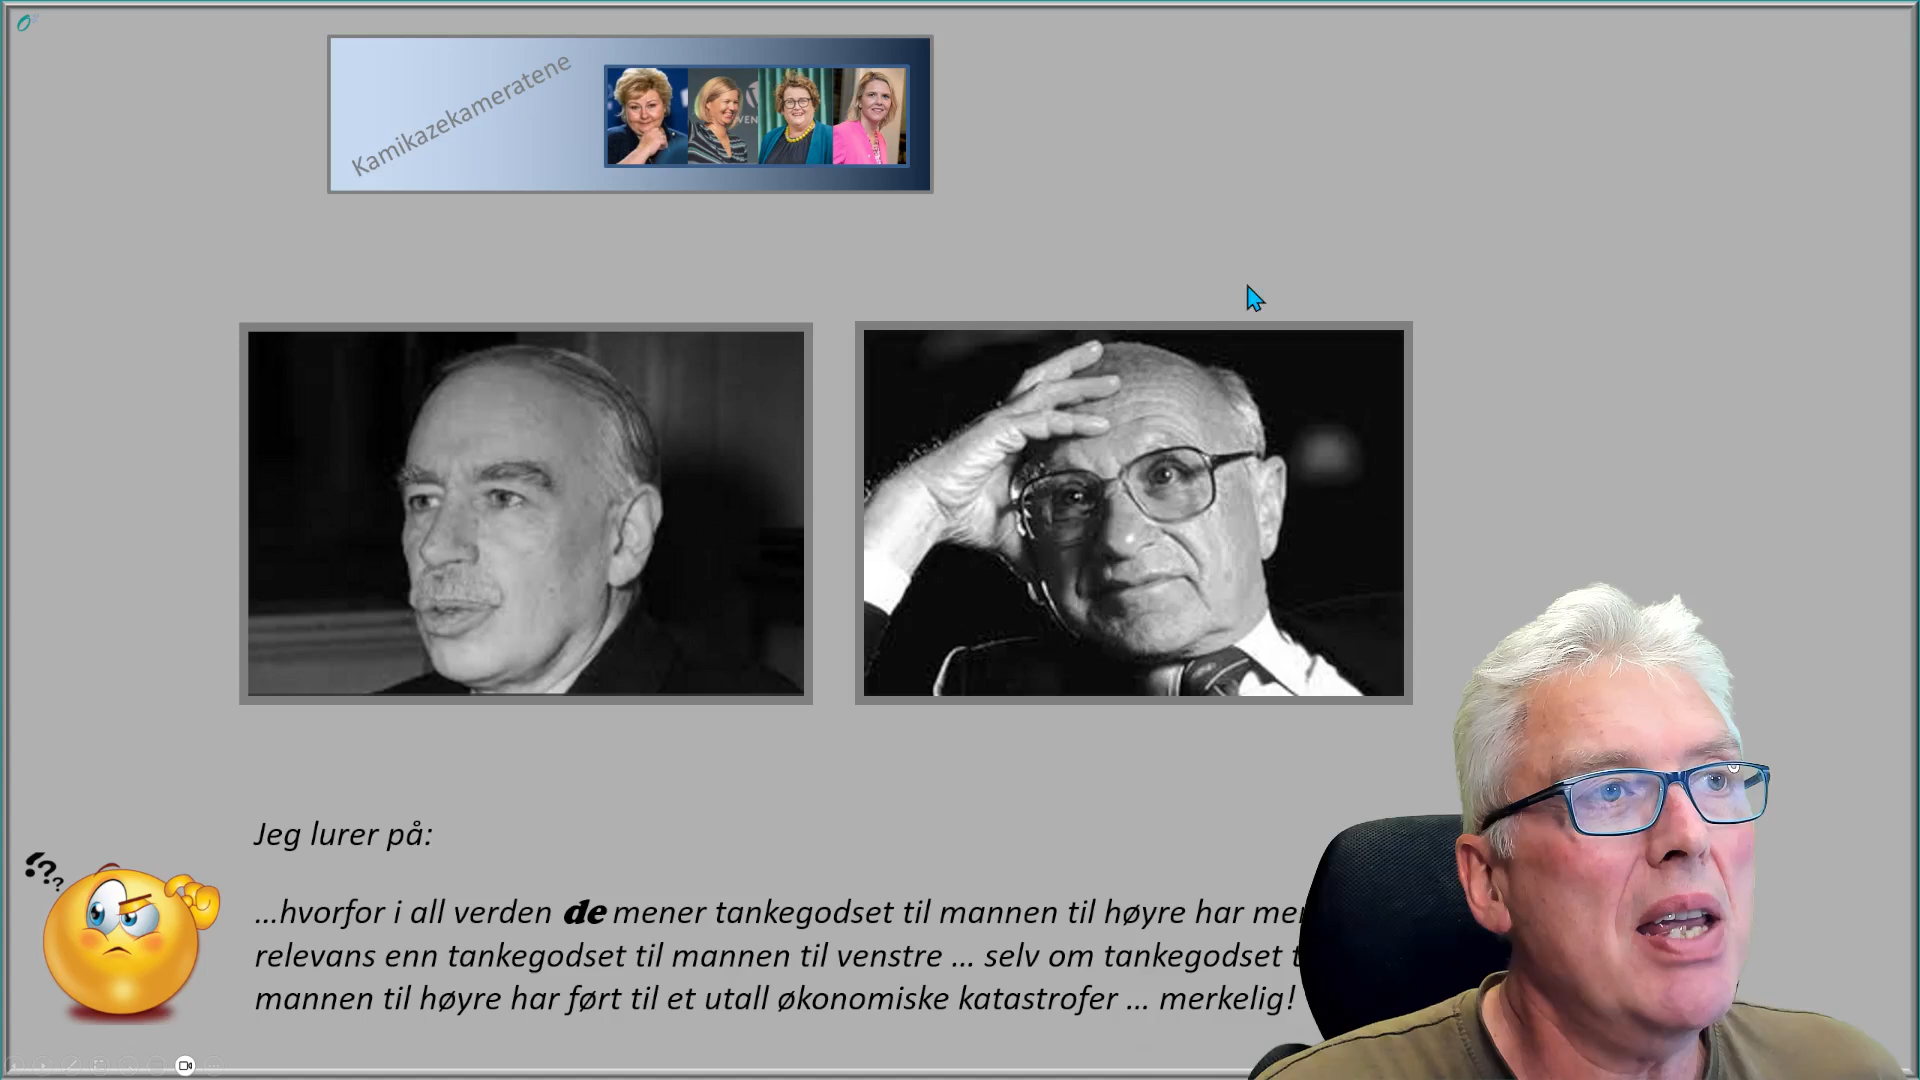 Kamikazekameratene
VEN
Jeg lurer på:
...hvorfor i all verden de mener tankegodset til mannen til høyre har
relevans enn tankegodset til mannen til venstre ... selv om tankegodset
mannen til høyre har ført til et utall økonomiske katastrofer ... merkelig!